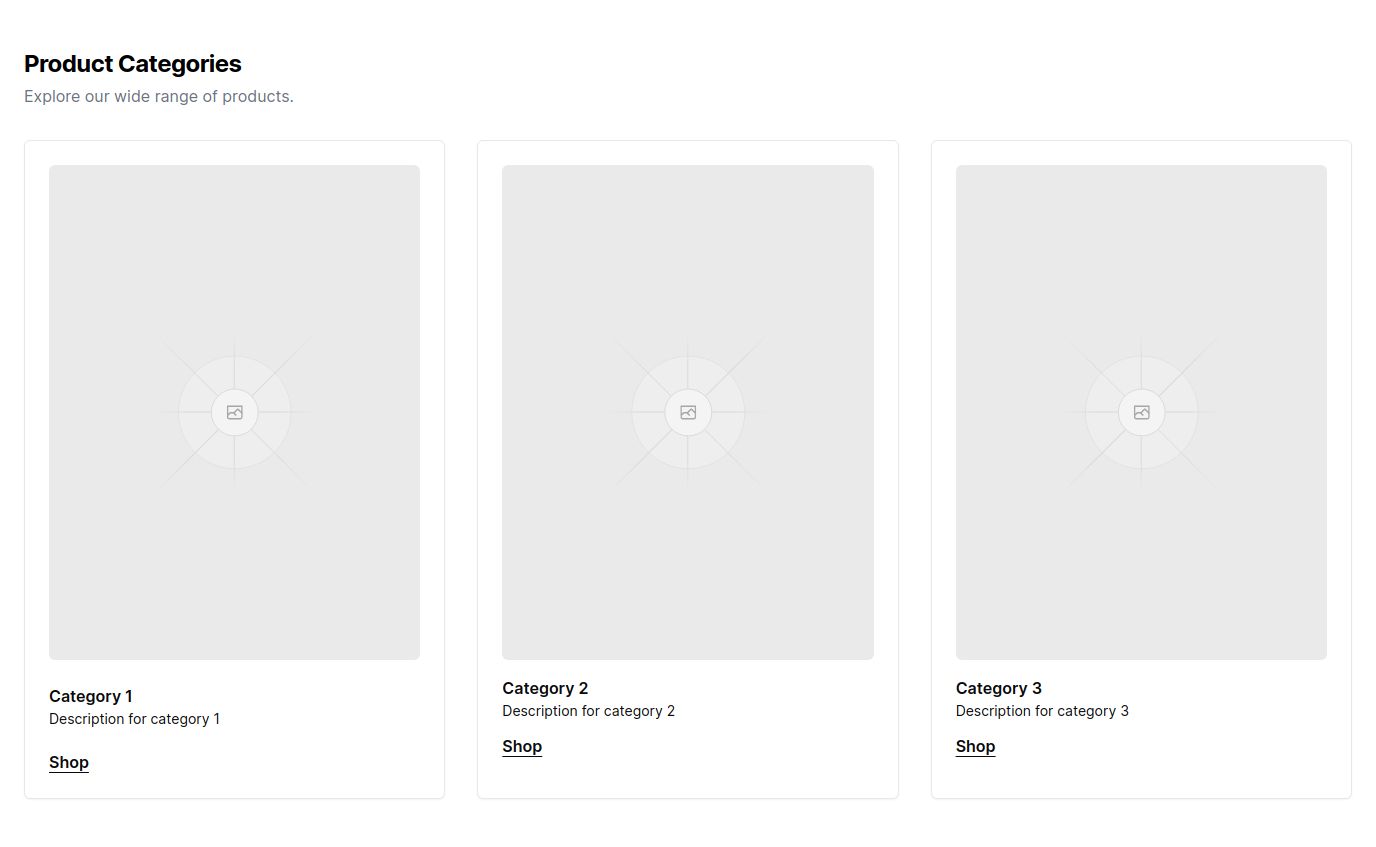 Product Categories
Explore our wide range of products.
Category 1
Description for category 1
Shop
Category 2
Description for category 2
Shop
Category 3
Description for category 3
Shop